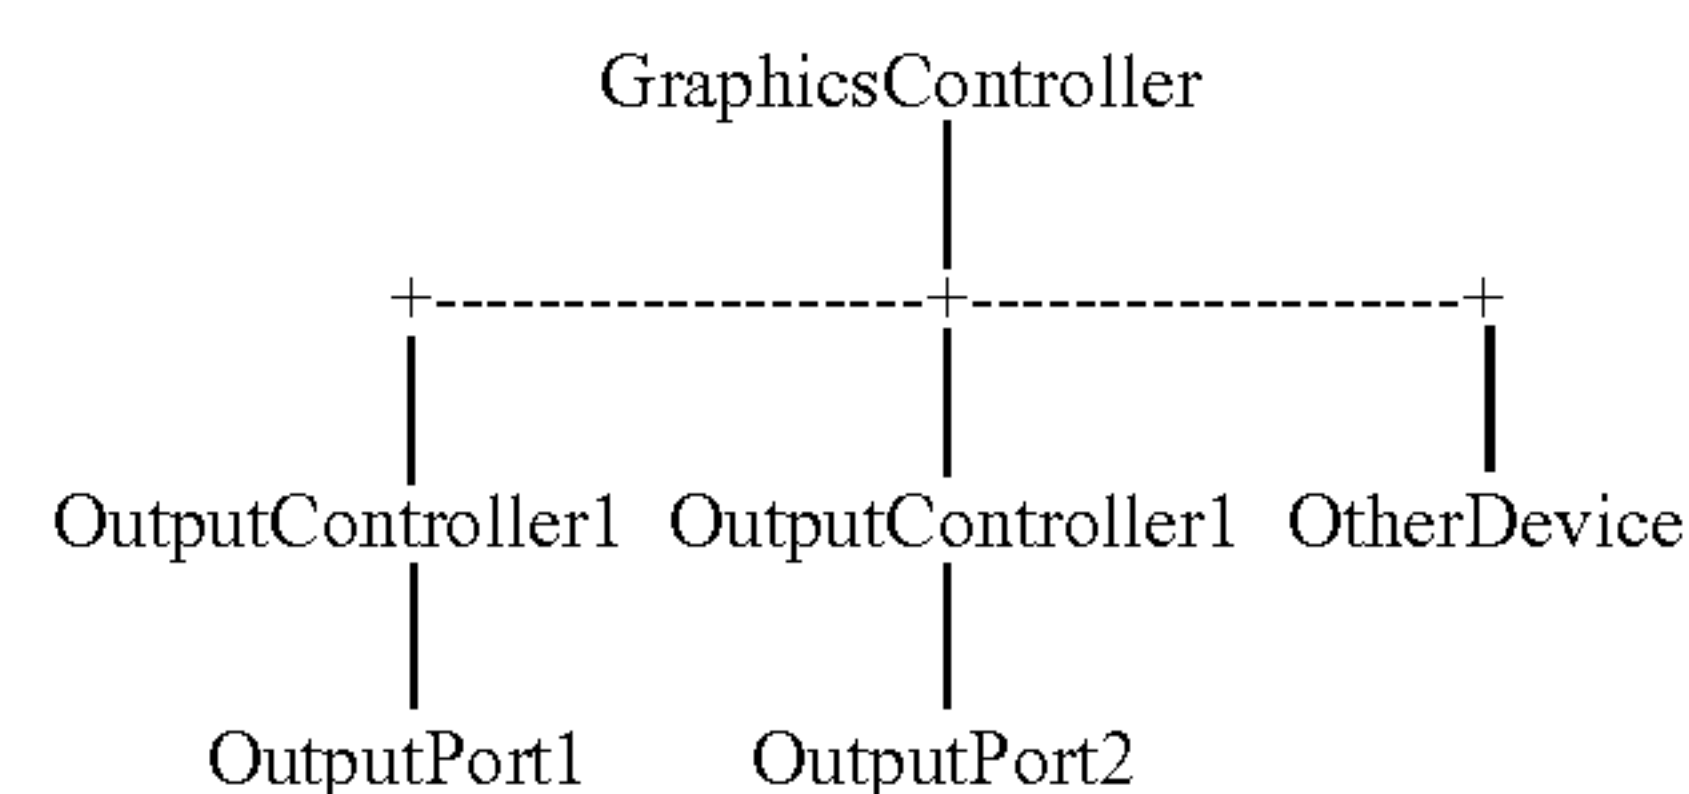 GraphicsController
+------------------+------------------+
OutputController1 OutputController1 OtherDevice
OutputPort1 OutputPort2